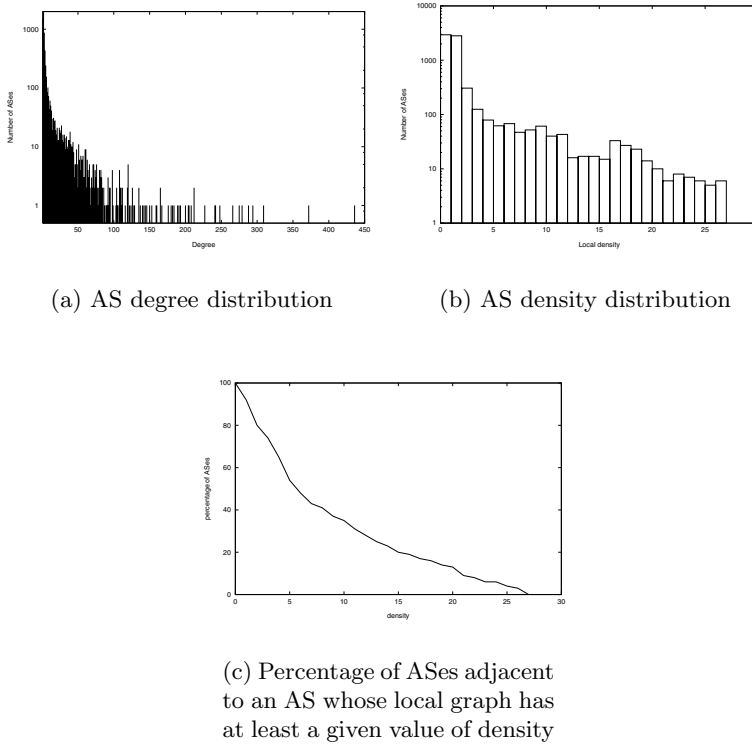 1000
100
10
1
50 100 150 200 250 300 350 400 450
Number of ASes
Degree
(a) AS degree distribution
10000
1000
100
10
1
0 5 10 15 20 25
Number of ASes
Local density
(b) AS density distribution
100
80
60
40
20
0
0 5 10 15 20 25 30
percentage of ASes
density
(c) Percentage of ASes adjacent
to an AS whose local graph has
at least a given value of density